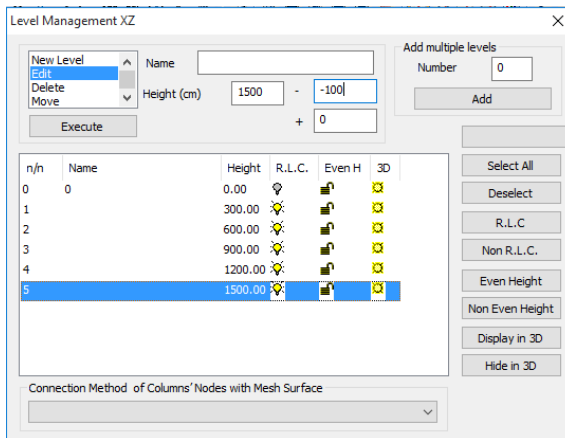 Level Management XZ
New Level
Edit
Delete
Move
Execute
Name
Height (cm) 1500 - -100
+ 0
Add multiple levels
Number 0
Add
n/n Name Height R.L.C. Even H 3D
0 0 0.00
1 300.00
2 600.00
3 900.00
4 1200.00
5 1500.00
Select All
Deselect
R.L.C
Non R.L.C.
Even Height
Non Even Height
Display in 3D
Hide in 3D
Connection Method of Columns' Nodes with Mesh Surface